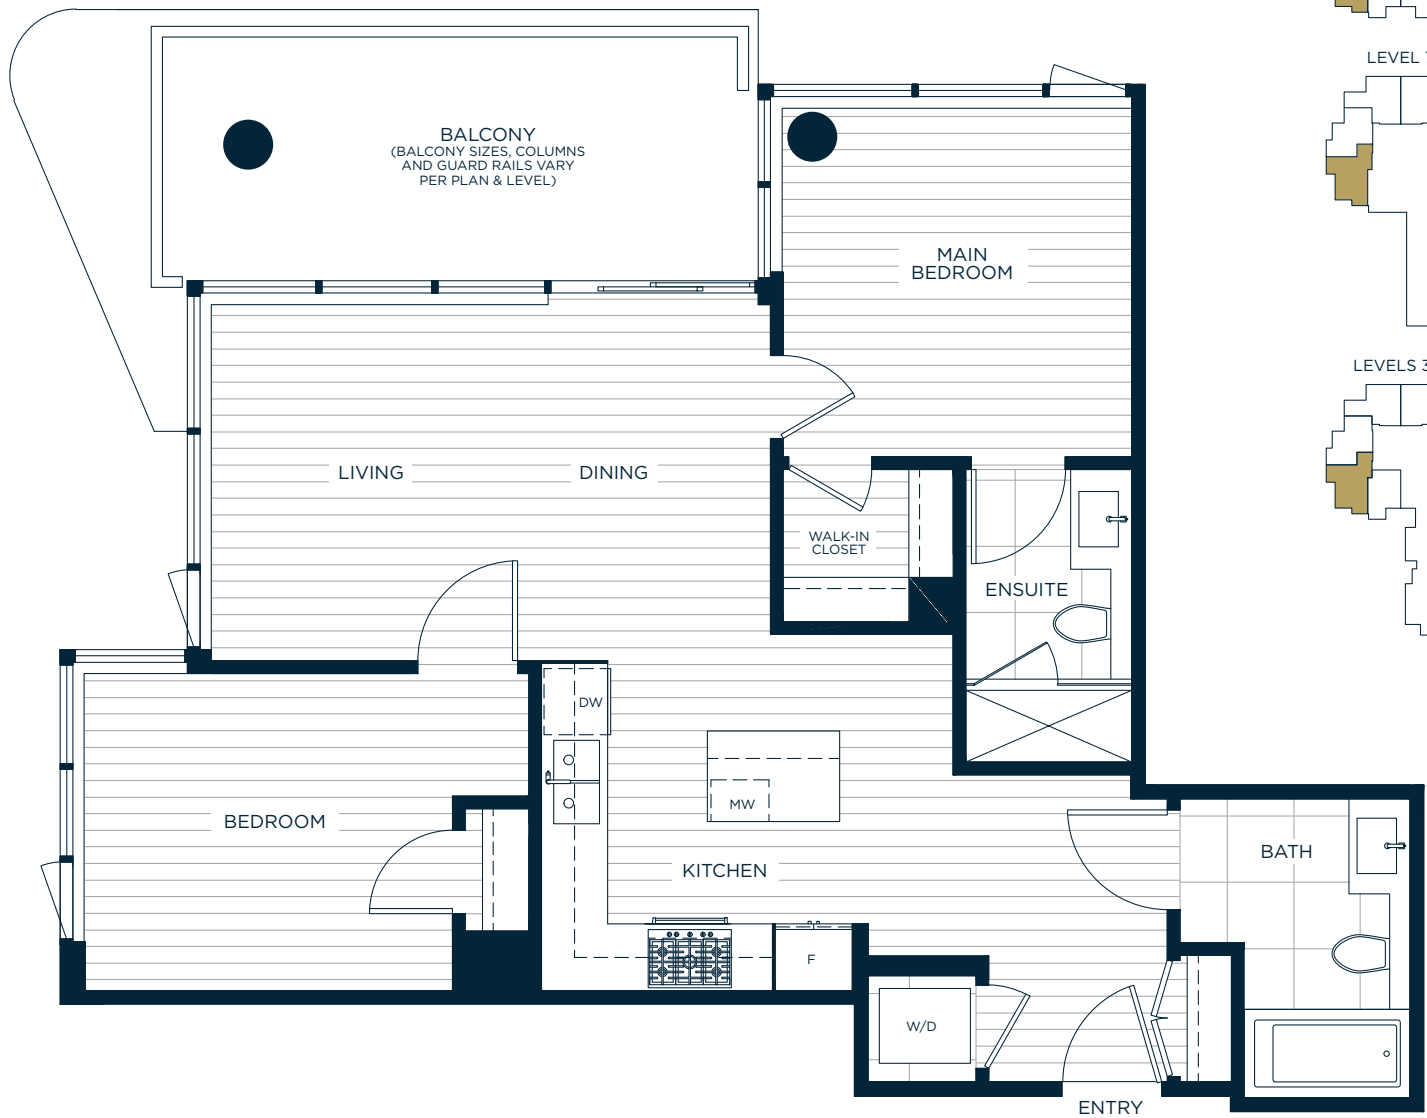 LEVEL
BALCONY
(BALCONY SIZES, COLUMNS
AND GUARD RAILS VARY
PER PLAN & LEVEL)
MAIN
BEDROOM
LEVELS 3
LIVING
DINING
WALK-IN
CLOSET
ENSUITE
DW
MW
BEDROOM
KITCHEN
BATH
F
W/D
ENTRY